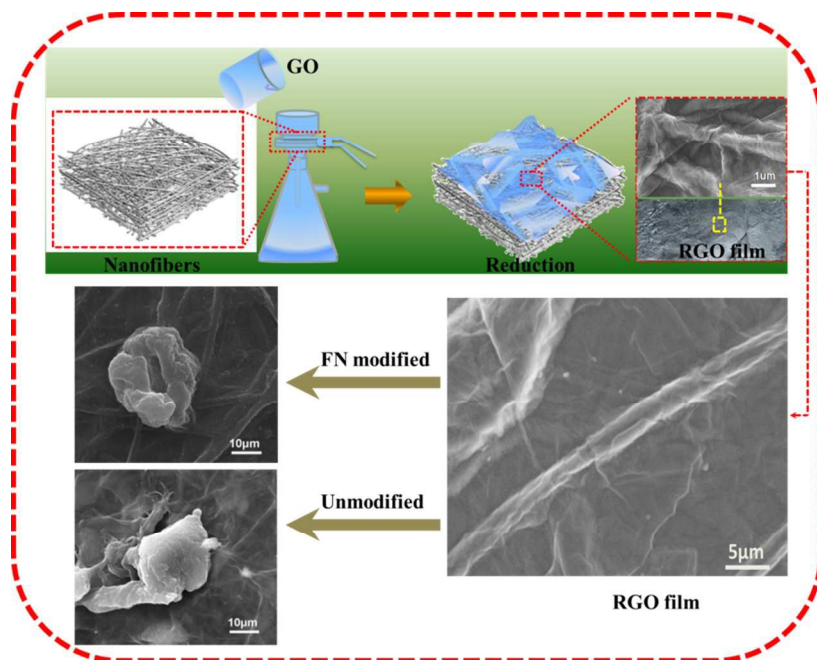 GO
1um
Nanofibers
Reduction
RGO film
FN modified
10μm
Unmodified
10μm
5μm
RGO film